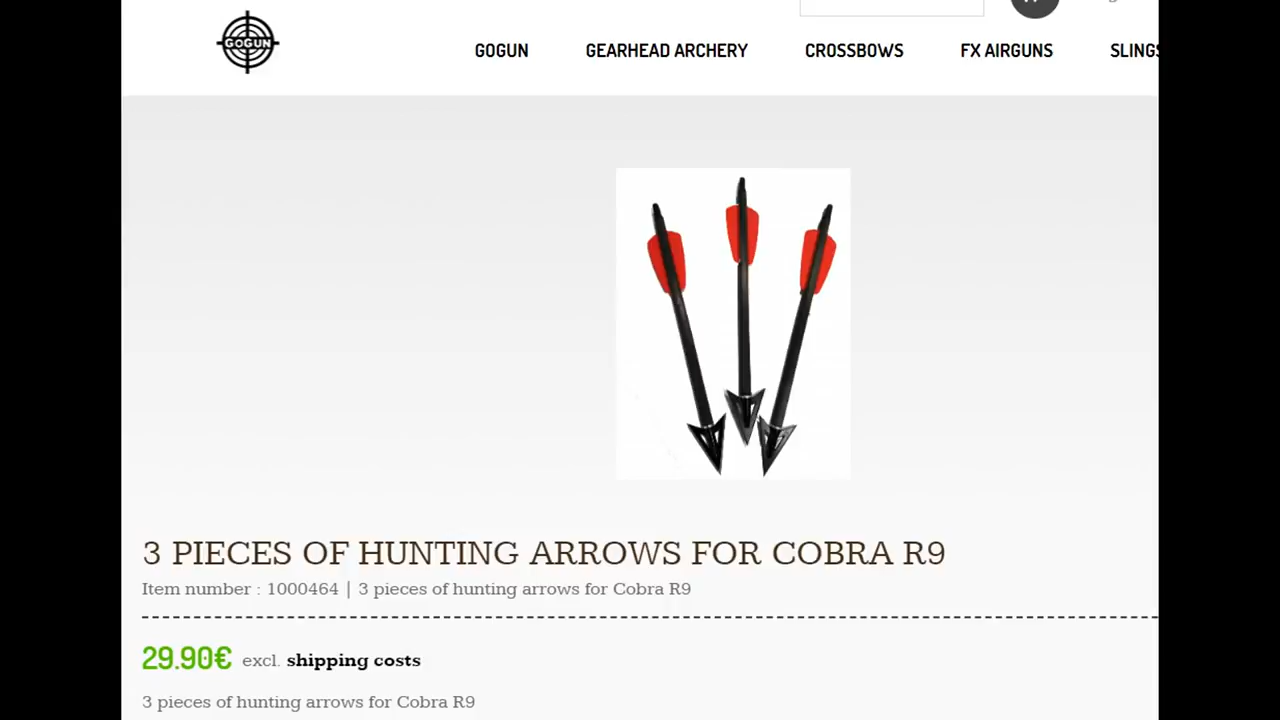 GOGUN
GOGUN GEARHEAD ARCHERY CROSSBOWS FX AIRGUNS SLINGS
3 PIECES OF HUNTING ARROWS FOR COBRA R9
Item number : 1000464 | 3 pieces of hunting arrows for Cobra R9
29.90€ excl. shipping costs
3 pieces of hunting arrows for Cobra R9